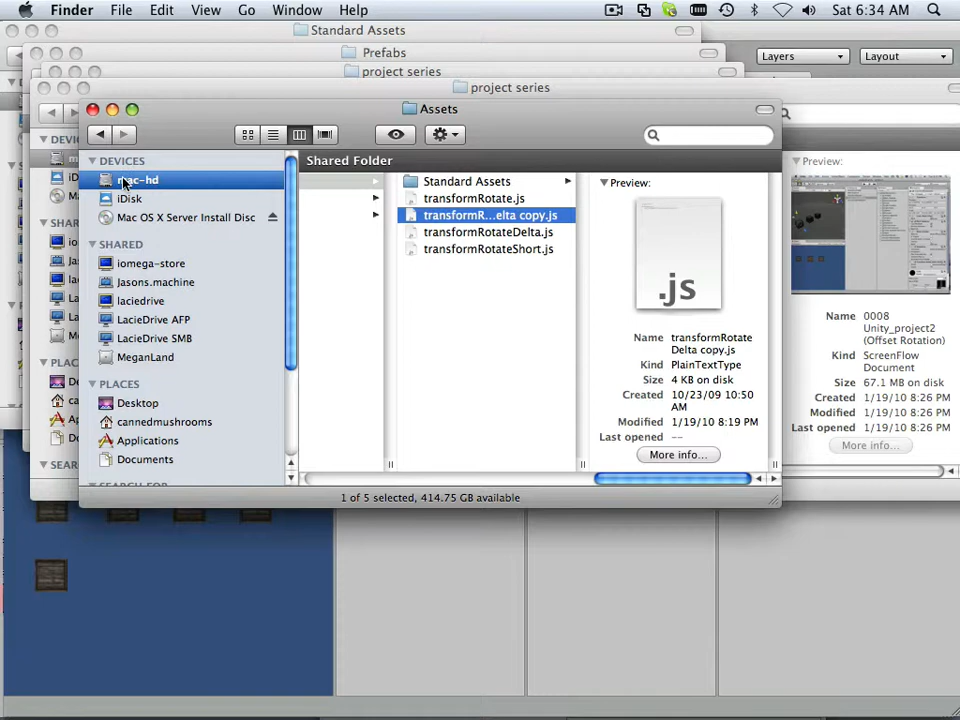 Finder File Edit View Go Window Help Sat 6:34 AM
Standard Assets
Prefabs
project series
project series
Layers
Layout
Assets
DEVICES
mac-hd
iDisk
Mac OS X Server Install Disc
SHARED
iomega-store
Jasons.machine
laciedrive
LacieDrive AFP
LacieDrive SMB
MeganLand
PLACES
Desktop
cannedmushrooms
Applications
Documents
Shared Folder
Standard Assets
transformRotate.js
transformR...elta copy.js
transformRotateDelta.js
transformRotateShort.js
Preview:
.js
Name transformRotate
Delta copy.js
Kind PlainTextType
Size 4 KB on disk
Created 10/23/09 10:50
AM
Modified 1/19/10 8:19 PM
Last opened --
More info...
1 of 5 selected, 414.75 GB available
Preview:
Name 0008
Unity_project2
(Offset Rotation)
Kind ScreenFlow
Document
Size 67.1 MB on disk
Created 1/19/10 8:26 PM
Modified 1/19/10 8:26 PM
Last opened 1/19/10 8:26 PM
More info...